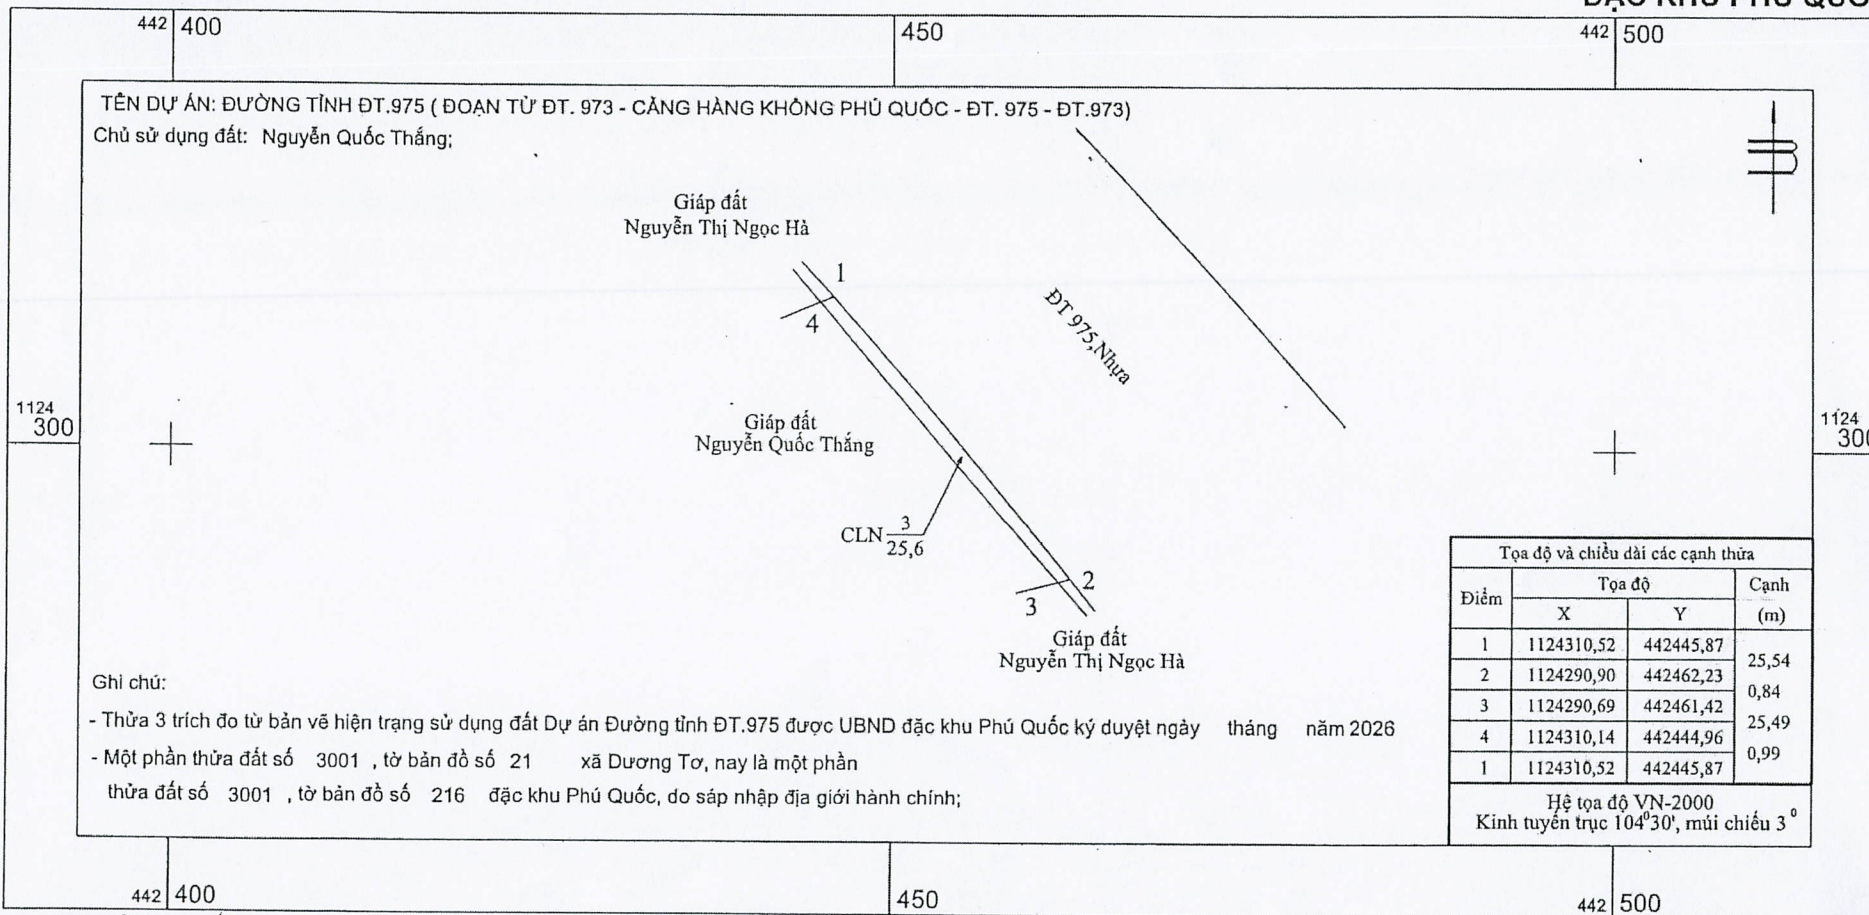 442 400
450
442 500
TÊN DỰ ÁN: ĐƯỜNG TỈNH ĐT.975 ( ĐOẠN TỪ ĐT. 973 - CẢNG HÀNG KHÔNG PHÚ QUỐC - ĐT. 975 - ĐT.973)
Chủ sử dụng đất: Nguyễn Quốc Thắng;
Giáp đất
Nguyễn Thị Ngọc Hà
1
4
ĐT 975,Nhựa
1124
300
1124
300
Giáp đất
Nguyễn Quốc Thắng
CLN 3
25,6
2
3
Giáp đất
Nguyễn Thị Ngọc Hà
Tọa độ và chiều dài các cạnh thửa
Điểm Tọa độ Cạnh
X Y (m)
1 1124310,52 442445,87
25,54
2 1124290,90 442462,23
0,84
3 1124290,69 442461,42
25,49
4 1124310,14 442444,96
0,99
1 1124310,52 442445,87
Hệ tọa độ VN-2000
Kinh tuyến trục 104⁰30', múi chiếu 3⁰
Ghi chú:
- Thửa 3 trích đo từ bản vẽ hiện trạng sử dụng đất Dự án Đường tỉnh ĐT.975 được UBND đặc khu Phú Quốc ký duyệt ngày tháng năm 2026
- Một phần thửa đất số 3001 , tờ bản đồ số 21 xã Dương Tơ, nay là một phần
thửa đất số 3001 , tờ bản đồ số 216 đặc khu Phú Quốc, do sáp nhập địa giới hành chính;
442 400
450
442 500